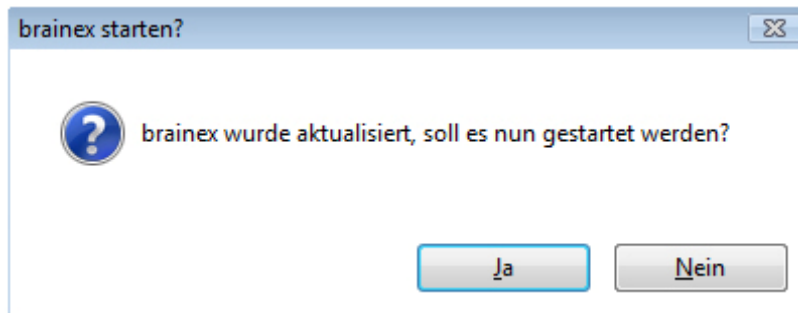 brainex starten?
brainex wurde aktualisiert, soll es nun gestartet werden?
Ja
Nein